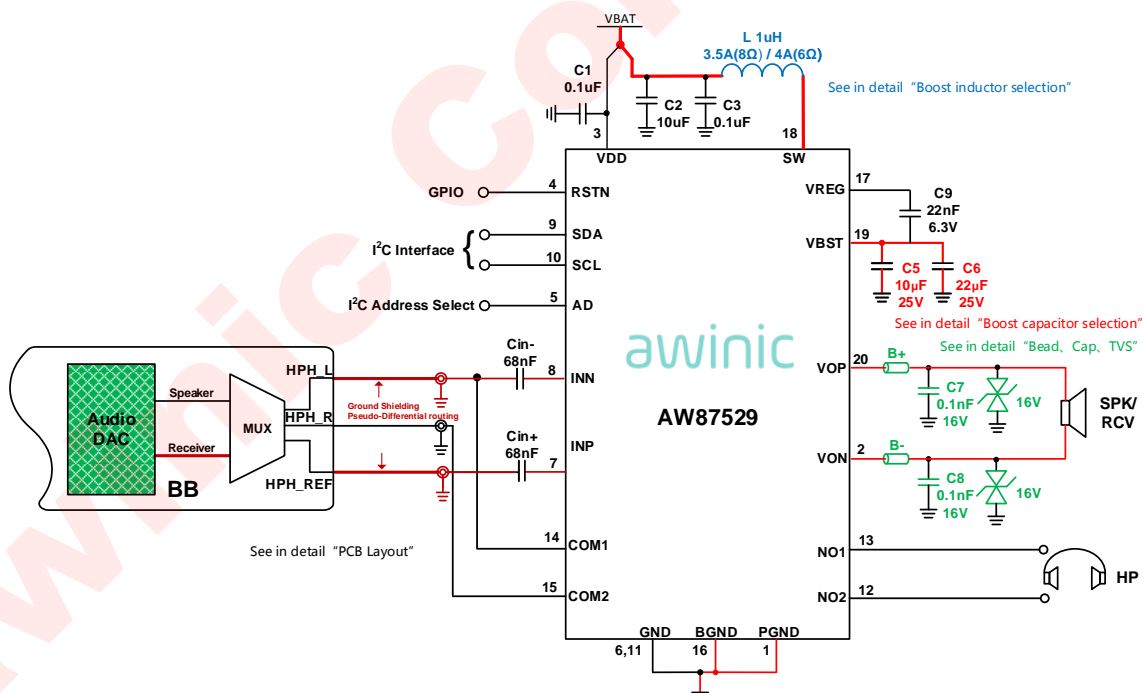 VBAT
L 1uH
3.5A(8Ω) / 4A(6Ω)
See in detail “Boost inductor selection”
C1
0.1uF
C2
10uF
C3
0.1uF
3
18
VDD
SW
GPIO
4
RSTN
VREG
17
C9
22nF
6.3V
I²C Interface
{
9
SDA
10
SCL
VBST
19
C5
10μF
25V
C6
22μF
25V
I²C Address Select
5
AD
See in detail “Boost capacitor selection”
See in detail “Bead、Cap、TVS”
awinic
AW87529
Audio
DAC
Speaker
Receiver
MUX
BB
HPH_L
Ground Shielding
Pseudo-Differential routing
HPH_R
HPH_REF
Cin-
68nF
8
INN
Cin+
68nF
7
INP
VOP
20
B+
C7
0.1nF
16V
16V
SPK/
RCV
VON
2
B-
C8
0.1nF
16V
16V
See in detail “PCB Layout”
14
COM1
15
COM2
NO1
13
NO2
12
HP
GND
BGND
PGND
6,11
16
1
awinic Con